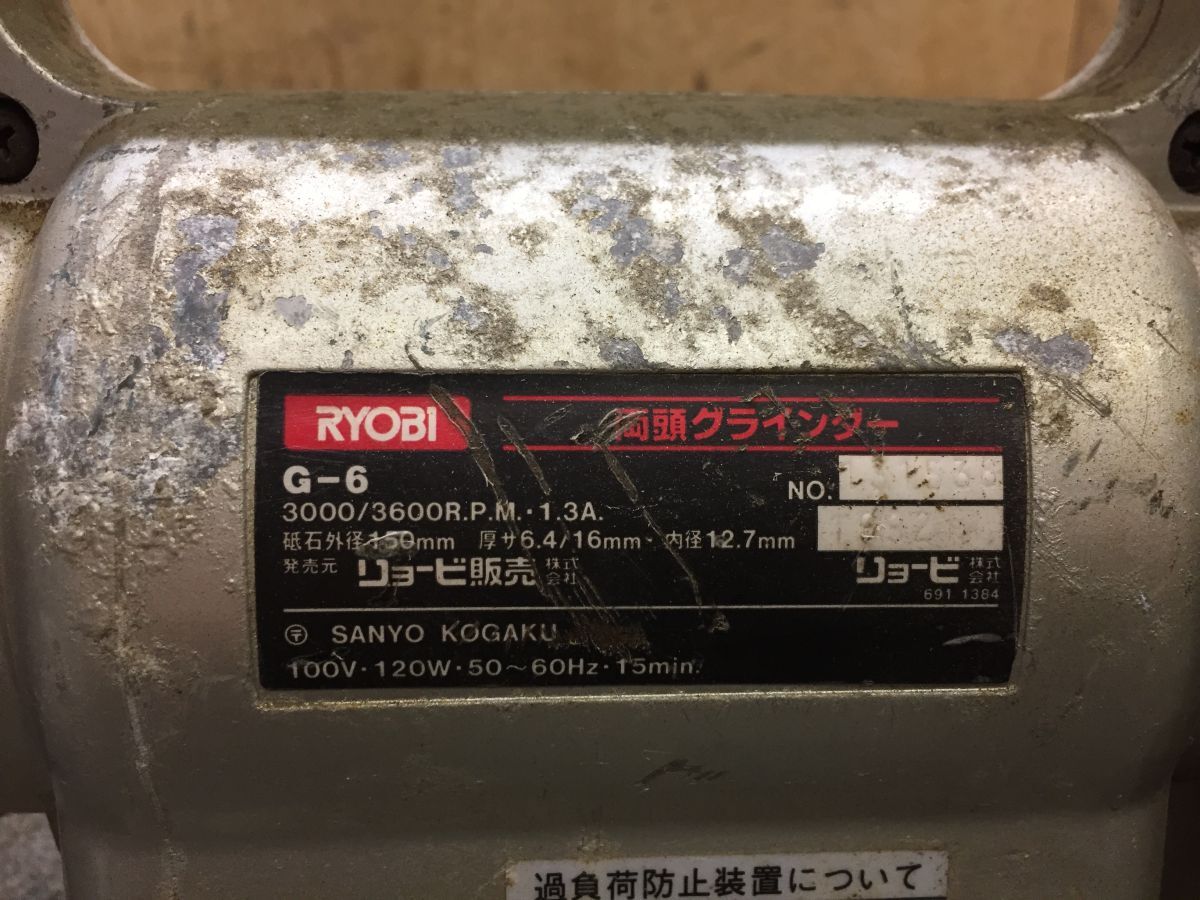 RYOBI 両頭グラインダー
G-6
NO.
3000/3600R.P.M.・1.3A.
砥石外径150mm 厚サ6.4/16mm・内径12.7mm
発売元 リョービ販売株式会社 リョービ株式会社
691 1384
〒 SANYO KOGAKU
100V・120W・50〜60Hz・15min.
過負荷防止装置について